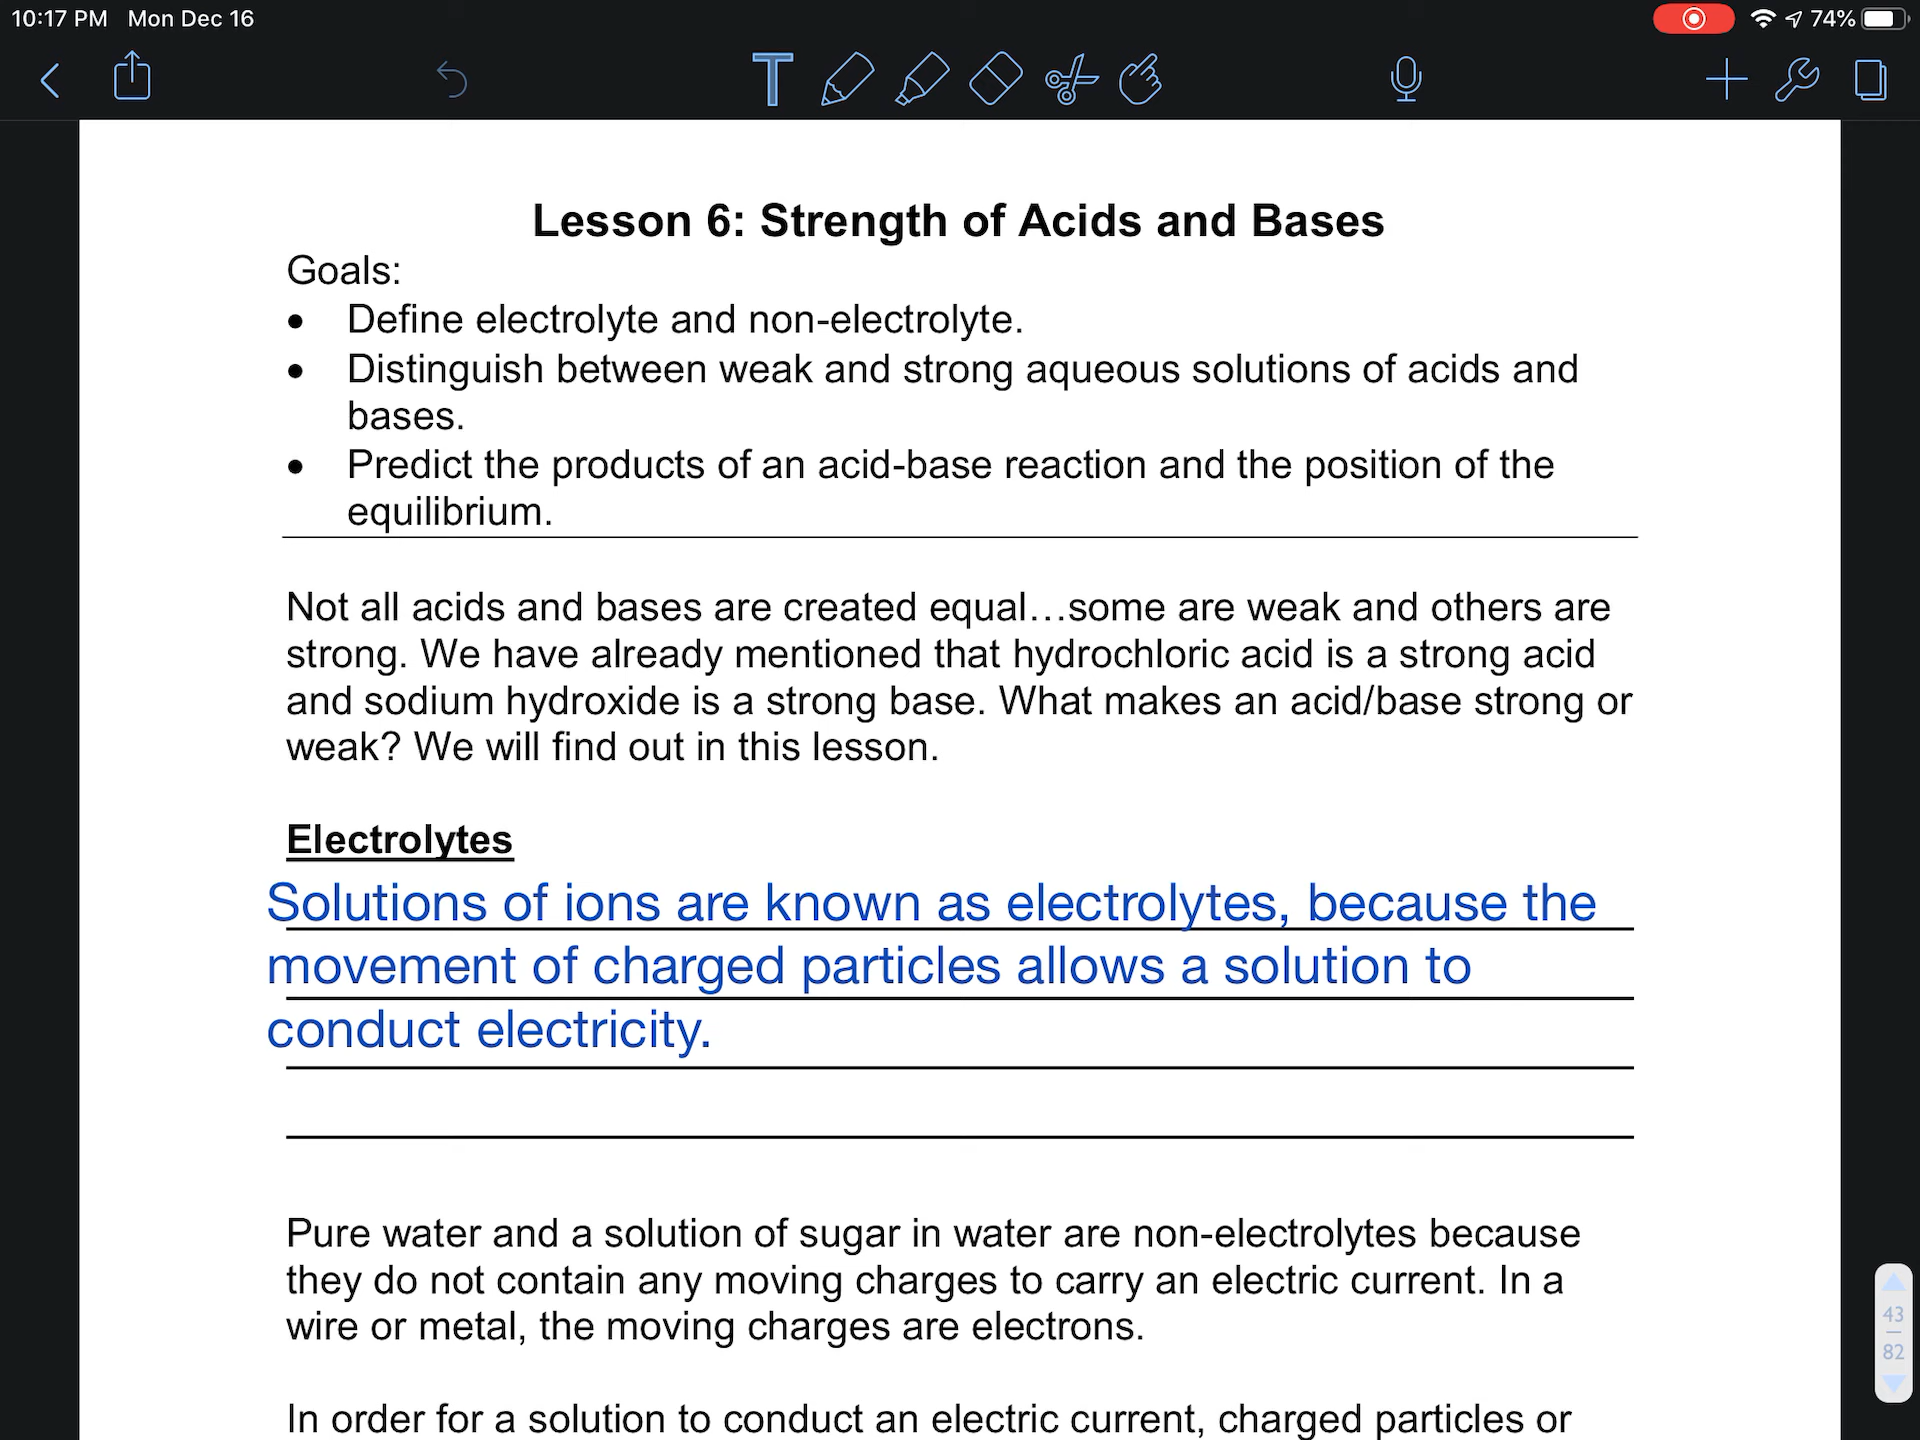 10:17 PM Mon Dec 16 74%
T
Lesson 6: Strength of Acids and Bases
Goals:
• Define electrolyte and non-electrolyte.
• Distinguish between weak and strong aqueous solutions of acids and
bases.
• Predict the products of an acid-base reaction and the position of the
equilibrium.
Not all acids and bases are created equal…some are weak and others are
strong. We have already mentioned that hydrochloric acid is a strong acid
and sodium hydroxide is a strong base. What makes an acid/base strong or
weak? We will find out in this lesson.
Electrolytes
Solutions of ions are known as electrolytes, because the
movement of charged particles allows a solution to
conduct electricity.
Pure water and a solution of sugar in water are non-electrolytes because
they do not contain any moving charges to carry an electric current. In a
wire or metal, the moving charges are electrons.
In order for a solution to conduct an electric current, charged particles or
43
82